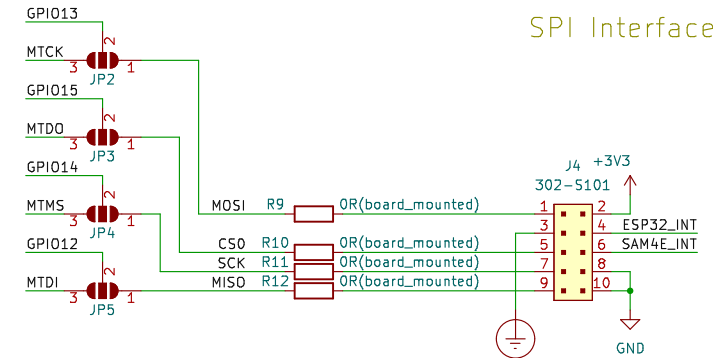 SPI Interface
GPIO13
2
MTCK
3
1
JP2
GPIO15
2
MTDO
3
1
JP3
GPIO14
2
MTMS
3
1
JP4
GPIO12
2
MTDI
3
1
JP5
MOSI
R9
0R(board_mounted)
CS0
R10
0R(board_mounted)
SCK
R11
0R(board_mounted)
MISO
R12
0R(board_mounted)
J4
302-S101
+3V3
1
2
3
4
ESP32_INT
5
6
SAM4E_INT
7
8
9
10
GND